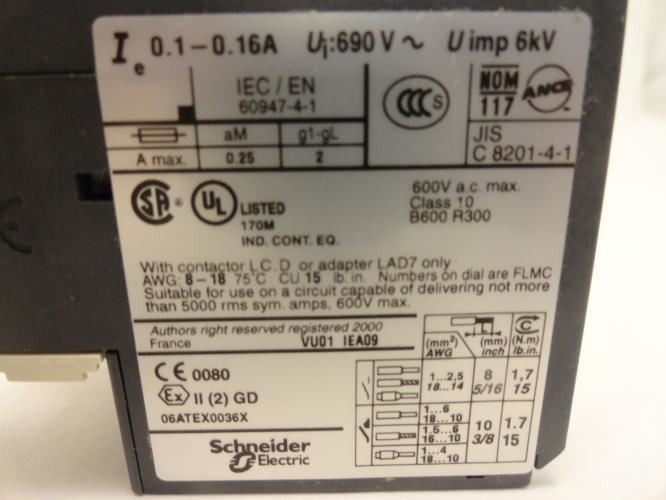 Ie 0.1–0.16A Ui:690 V ~ U imp 6kV
IEC / EN
60947-4-1
CCC S
NOM
117
ANCE
aM g1-gL
A max. 0.25 2
JIS
C 8201-4-1
SA UL LISTED
170M
IND. CONT. EQ.
600V a.c. max.
Class 10
B600 R300
With contactor L.C.D or adapter LAD7 only
AWG: 8–18 75°C CU 15 lb.in. Numbers on dial are FLMC
Suitable for use on a circuit capable of delivering not more
than 5000 rms sym. amps, 600V max.
Authors right reserved registered 2000
France VU01 IEA09
(mm²) L (mm) C (N.m)
AWG inch lb.in.
CE 0080
Ex II (2) GD
06ATEX0036X
1...2,5 8 1,7
18...14 5/16 15
1...6
18...10
1.5...6 10 1.7
16...10 3/8 15
1...4
18...10
Schneider
Electric
CE